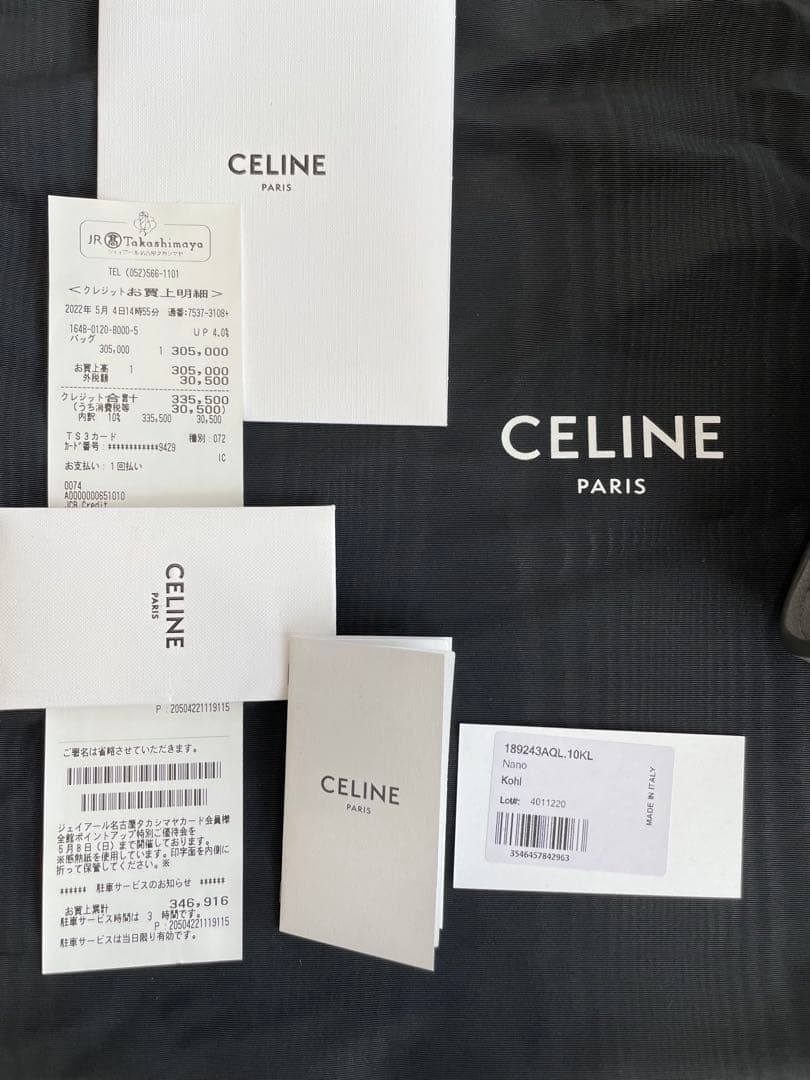 CELINE
PARIS
JR 髙 Takashimaya
ジェイアール名古屋タカシマヤ
TEL (052)566-1101
<クレジットお買上明細>
2022年 5月 4日14時55分 通番:7537-3108+
1648-0120-8000-5 UP 4.0%
バッグ
305,000 1 305,000
お買上高 1 305,000
外税額 30,500
クレジット合計 335,500
(うち消費税等 30,500)
内訳 10% 335,500 30,500
TS3カード 種別:072
カード番号:************9429
IC
お支払い:1回払い
0074
A0000000651010
JCB Credit
CELINE
PARIS
CELINE
PARIS
P:20504221119115
ご署名は省略させていただきます。
ジェイアール名古屋タカシマヤカード会員様
全館ポイントアップ特別ご優待会を
5月8日(日)まで開催しております。
※感熱紙を使用しています。印字面を内側に
折って保管してください。※
****** 駐車サービスのお知らせ ******
お買上累計 346,916
駐車サービス時間は 3 時間です。
P:20504221119115
駐車サービスは当日限り有効です。
CELINE
PARIS
189243AQL.10KL
Nano
Kohl
Lot#: 4011220
3546457842963
MADE IN ITALY